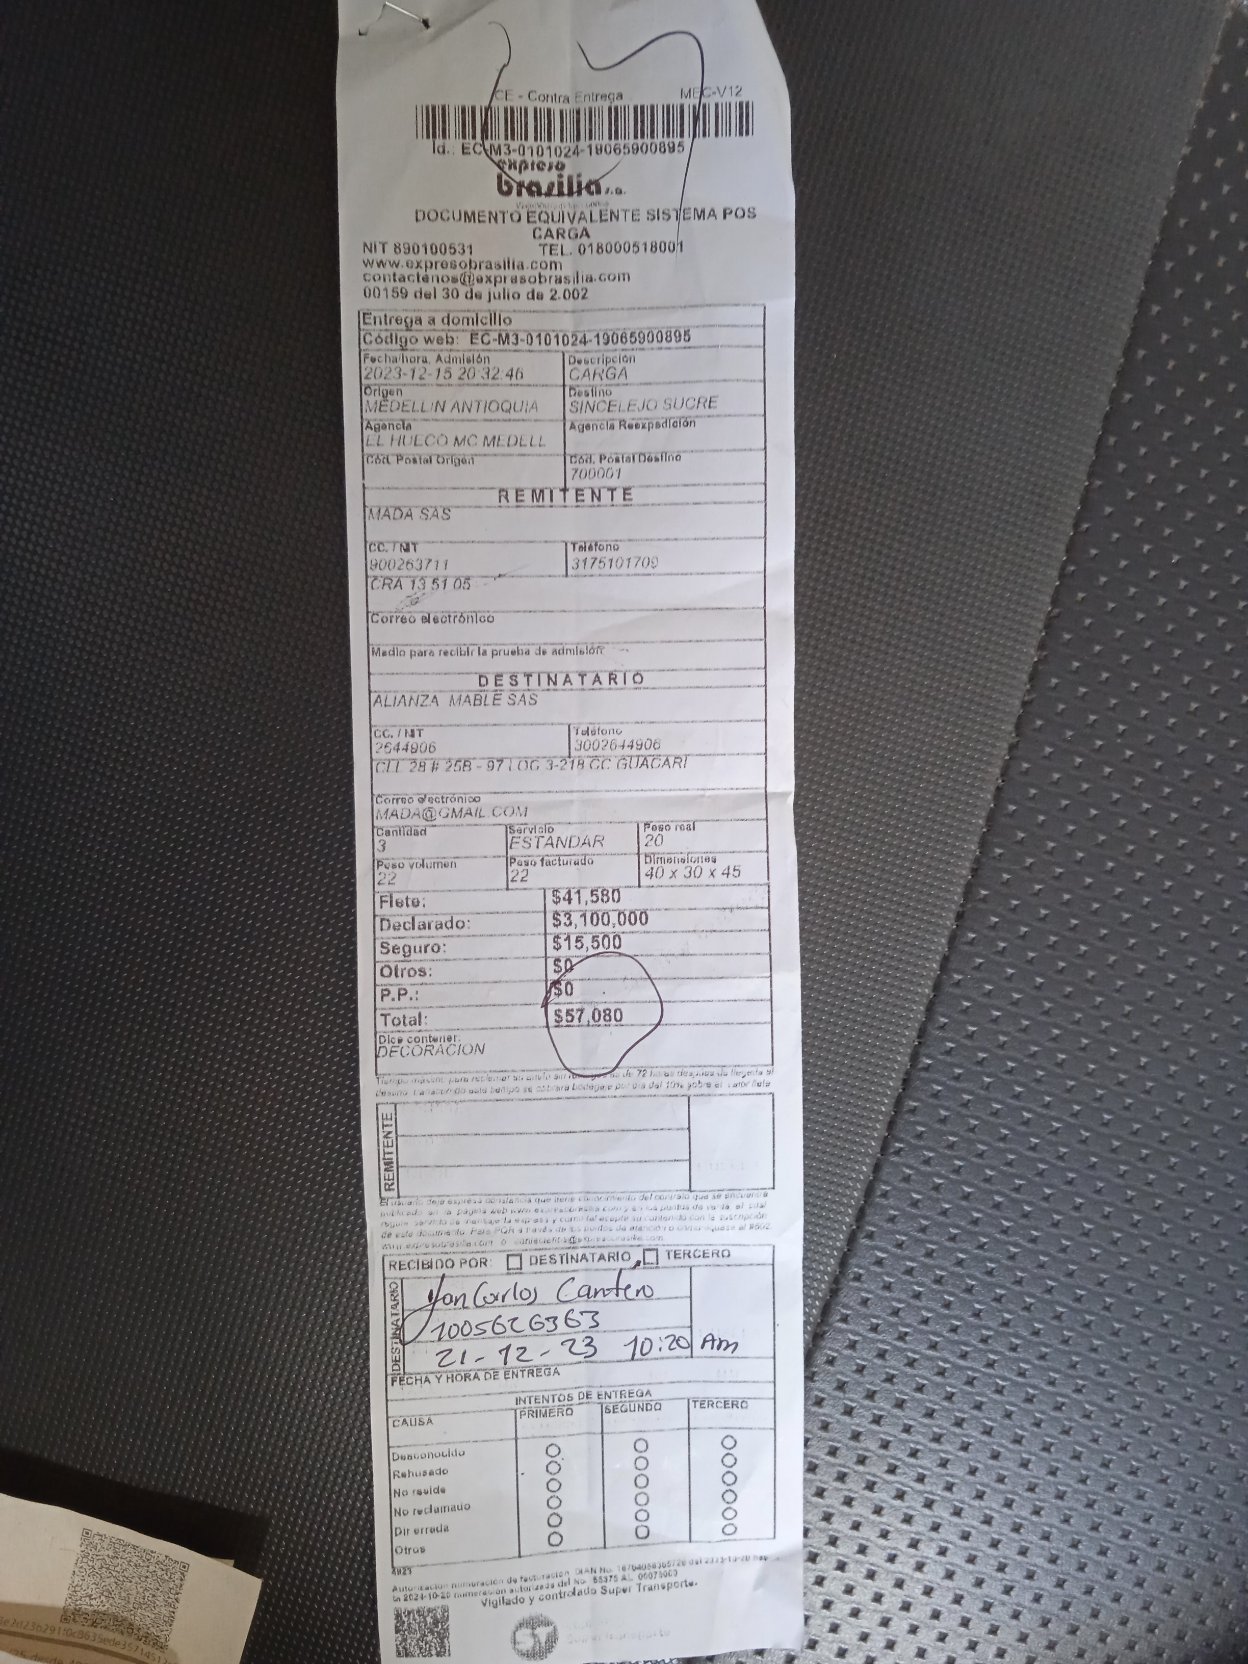 CE - Contra Entrega MEC-V12
Id.: EC-M3-0101024-19065900895
expreso
brasilia s.a.
DOCUMENTO EQUIVALENTE SISTEMA POS
CARGA
NIT 890100531 TEL. 018000518001
www.expresobrasilia.com
contactenos@expresobrasilia.com
00159 del 30 de julio de 2.002
Entrega a domicilio
Código web: EC-M3-0101024-19065900895
Fecha/hora. Admisión Descripción
2023-12-15 20:32:46 CARGA
Origen Destino
MEDELLIN ANTIOQUIA SINCELEJO SUCRE
Agencia Agencia Reexpedición
EL HUECO MC MEDELL
Cód. Postal Origen Cód. Postal Destino
700001
REMITENTE
MADA SAS
CC. / NIT Teléfono
900263711 3175101709
CRA 13 51 05
Correo electrónico
Medio para recibir la prueba de admisión:
DESTINATARIO
ALIANZA MABLE SAS
CC. / NIT Teléfono
2644906 3002644906
CLL 28 # 25B - 97 LOC 3-218 CC GUACARI
Correo electrónico
MADA@GMAIL.COM
Cantidad Servicio Peso real
3 ESTANDAR 20
Peso volumen Peso facturado Dimensiones
22 22 40 x 30 x 45
Flete: $41,580
Declarado: $3,100,000
Seguro: $15,500
Otros: $0
P.P.: $0
Total: $57,080
Dice contener:
DECORACION
REMITENTE
RECIBIDO POR: DESTINATARIO TERCERO
DESTINATARIO
Yan Carlos Cantero
1005626363
21-12-23 10:20 Am
FECHA Y HORA DE ENTREGA
INTENTOS DE ENTREGA
CAUSA PRIMERO SEGUNDO TERCERO
Desconocido
Rehusado
No reside
No reclamado
Dir errada
Otros
Vigilado y controlado Super Transporte.